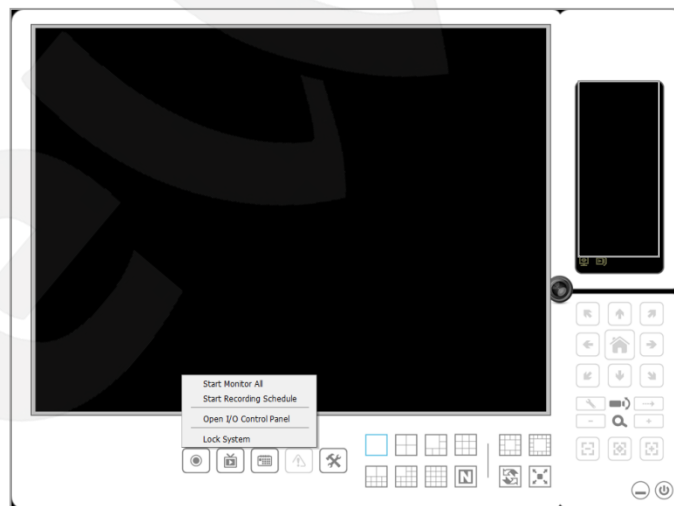 Start Monitor All
Start Recording Schedule
Open I/O Control Panel
Lock System
N